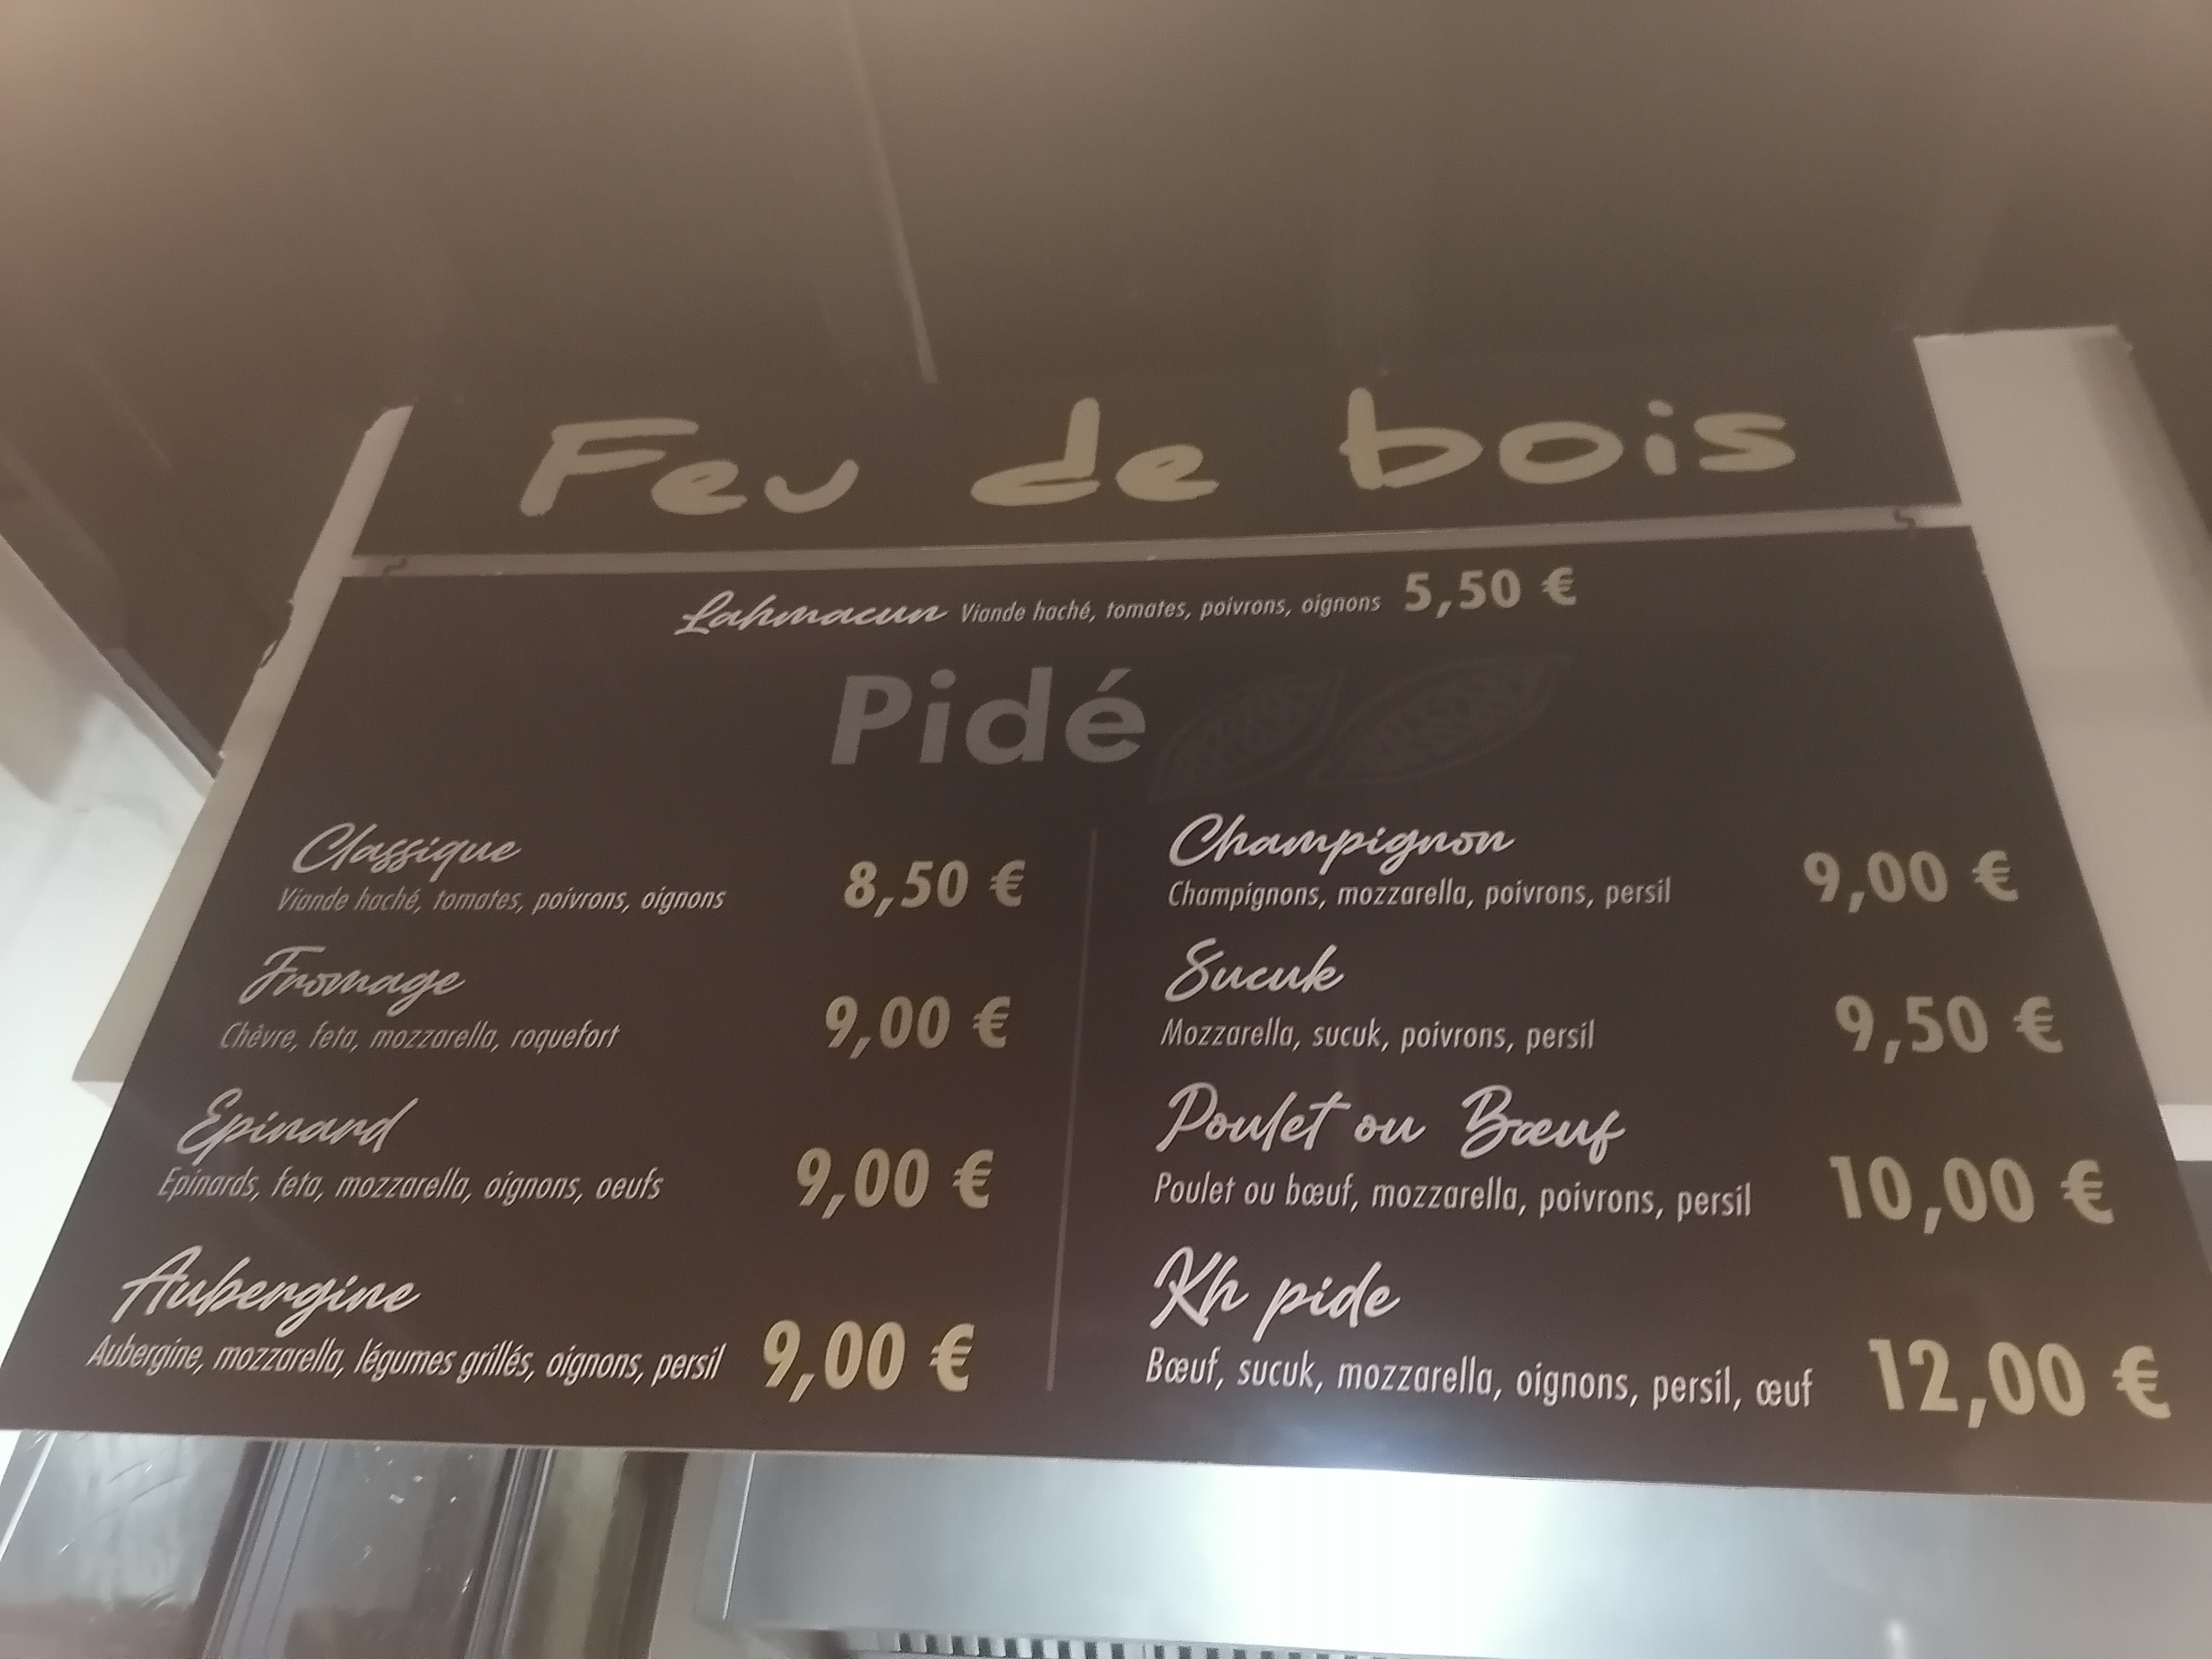 Feu de bois
Lahmacun Viande haché, tomates, poivrons, oignons 5,50 €
Pidé
Classique
Viande haché, tomates, poivrons, oignons 8,50 €
Fromage
Chèvre, feta, mozzarella, roquefort 9,00 €
Epinard
Epinards, feta, mozzarella, oignons, oeufs 9,00 €
Aubergine
Aubergine, mozzarella, légumes grillés, oignons, persil 9,00 €
Champignon
Champignons, mozzarella, poivrons, persil 9,00 €
Sucuk
Mozzarella, sucuk, poivrons, persil 9,50 €
Poulet ou Bœuf
Poulet ou bœuf, mozzarella, poivrons, persil 10,00 €
Kh pide
Bœuf, sucuk, mozzarella, oignons, persil, œuf 12,00 €